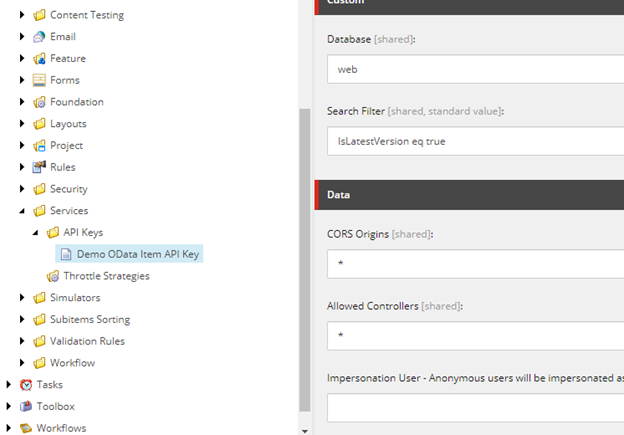 Content Testing
Email
Feature
Forms
Foundation
Layouts
Project
Rules
Security
Services
API Keys
Demo OData Item API Key
Throttle Strategies
Simulators
Subitems Sorting
Validation Rules
Workflow
Tasks
Toolbox
Workflows
Custom
Database [shared]:
web
Search Filter [shared, standard value]:
IsLatestVersion eq true
Data
CORS Origins [shared]:
*
Allowed Controllers [shared]:
*
Impersonation User - Anonymous users will be impersonated as